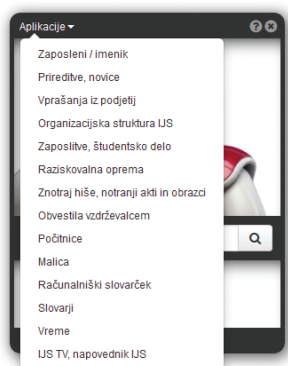 Aplikacije
Zaposleni / imenik
Prireditve, novice
Vprašanja iz podjetij
Organizacijska struktura IJS
Zaposlitve, študentsko delo
Raziskovalna oprema
Znotraj hiše, notranji akti in obrazci
Obvestila vzdrževalcem
Počitnice
Malica
Računalniški slovarček
Slovarji
Vreme
IJS TV, napovednik IJS